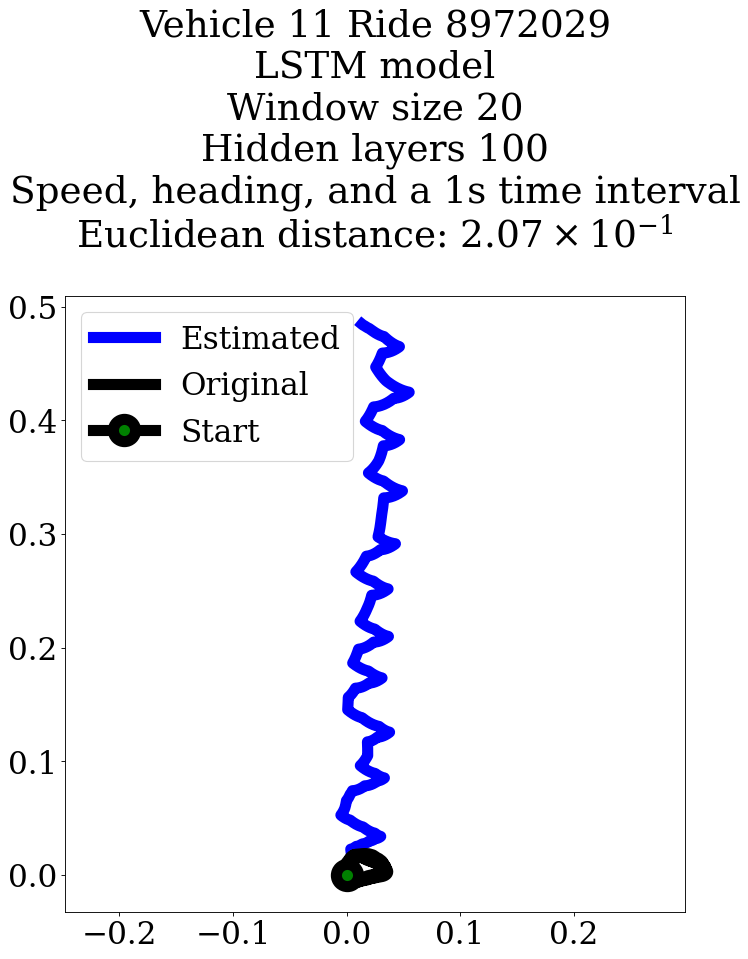 Vehicle 11 Ride 8972029
LSTM model
Window size 20
Hidden layers 100
Speed, heading, and a 1s time interval
Euclidean distance: 2.07 × 10⁻¹
Estimated
Original
Start
0.5
0.4
0.3
0.2
0.1
0.0
−0.2 −0.1 0.0 0.1 0.2